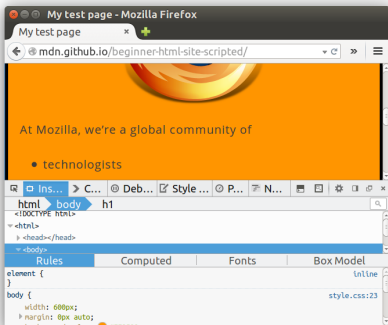 My test page - Mozilla Firefox
My test page
mdn.github.io/beginner-html-site-scripted/
At Mozilla, we're a global community of
technologists
Ins... C... Deb... Style ... P... N...
html body h1
<!DOCTYPE html>
<html>
<head></head>
<body>
Rules Computed Fonts Box Model
element { inline
}
body { style.css:23
width: 600px;
margin: 0px auto;